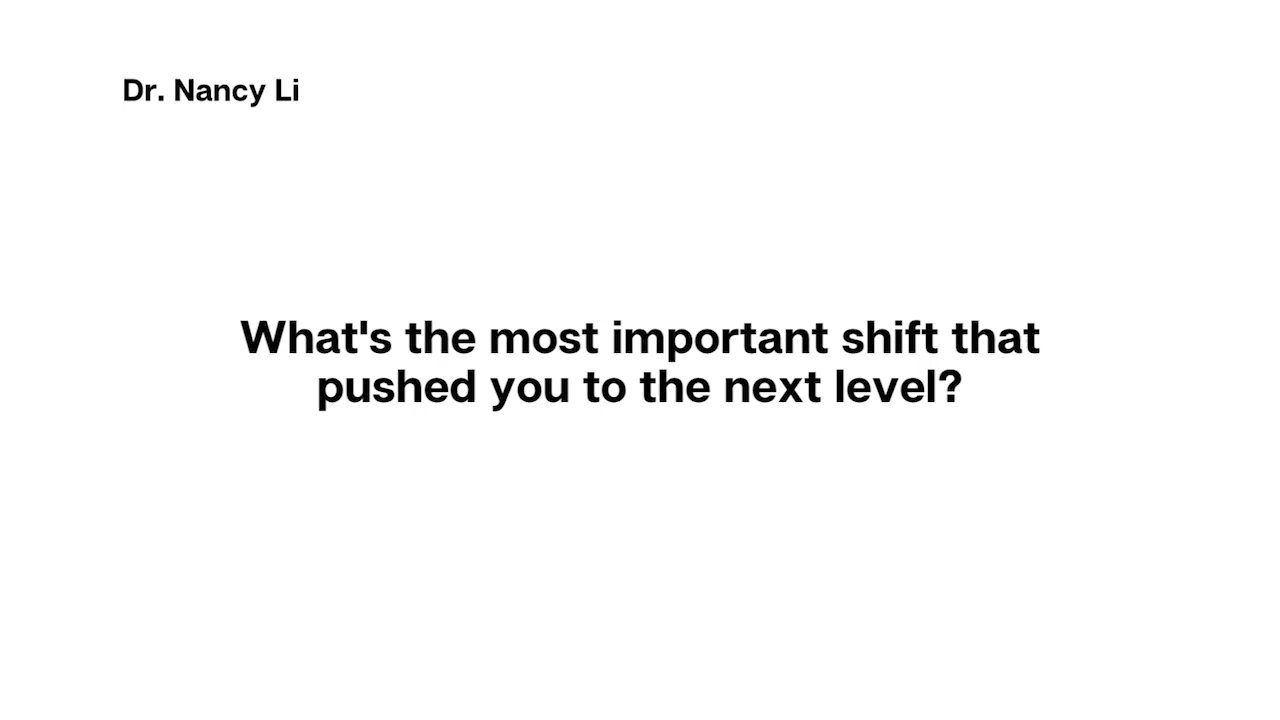 Dr. Nancy Li
What's the most important shift that
pushed you to the next level?